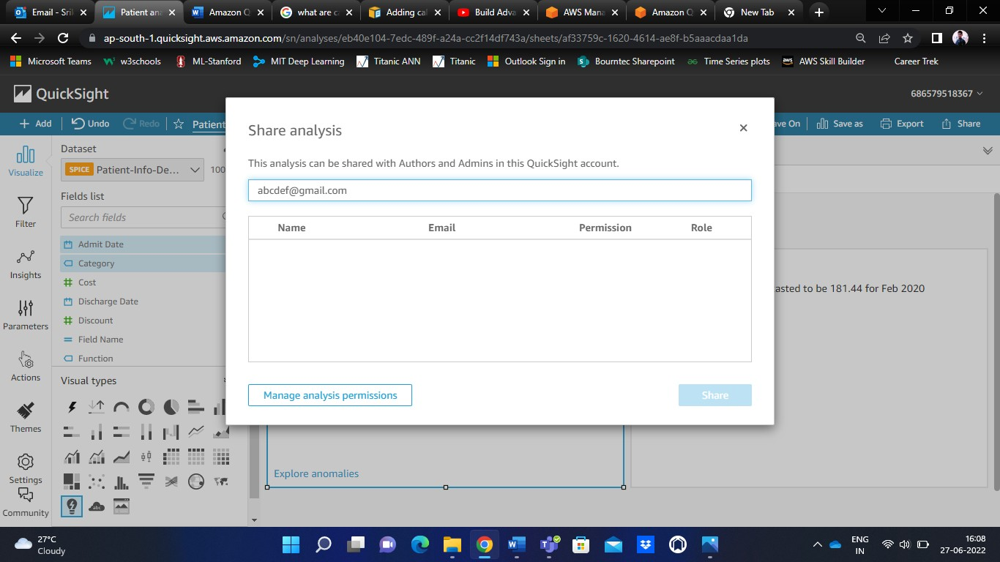 Email - Sri
Patient ana
Amazon Q
what are ca
Adding cal
Build Adva
AWS Mana
Amazon Q
New Tab
ap-south-1.quicksight.aws.amazon.com/sn/analyses/eb40e104-7edc-489f-a24a-cc2f14df743a/sheets/af33759c-1620-4614-ae8f-b5aaacdaa1da
Microsoft Teams
w3schools
ML-Stanford
MIT Deep Learning
Titanic ANN
Titanic
Outlook Sign in
Bourntec Sharepoint
Time Series plots
AWS Skill Builder
Career Trek
QuickSight
686579518367
Add
Undo
Redo
Patient
ave On
Save as
Export
Share
Visualize
Filter
Insights
Parameters
Actions
Themes
Settings
Community
Dataset
SPICE Patient-Info-De...
100
Fields list
Search fields
Admit Date
Category
Cost
Discharge Date
Discount
Field Name
Function
Visual types
abc
Share analysis
This analysis can be shared with Authors and Admins in this QuickSight account.
abcdef@gmail.com
Name Email Permission Role
Manage analysis permissions
Share
asted to be 181.44 for Feb 2020
Explore anomalies
27°C
Cloudy
ENG
IN
16:08
27-06-2022